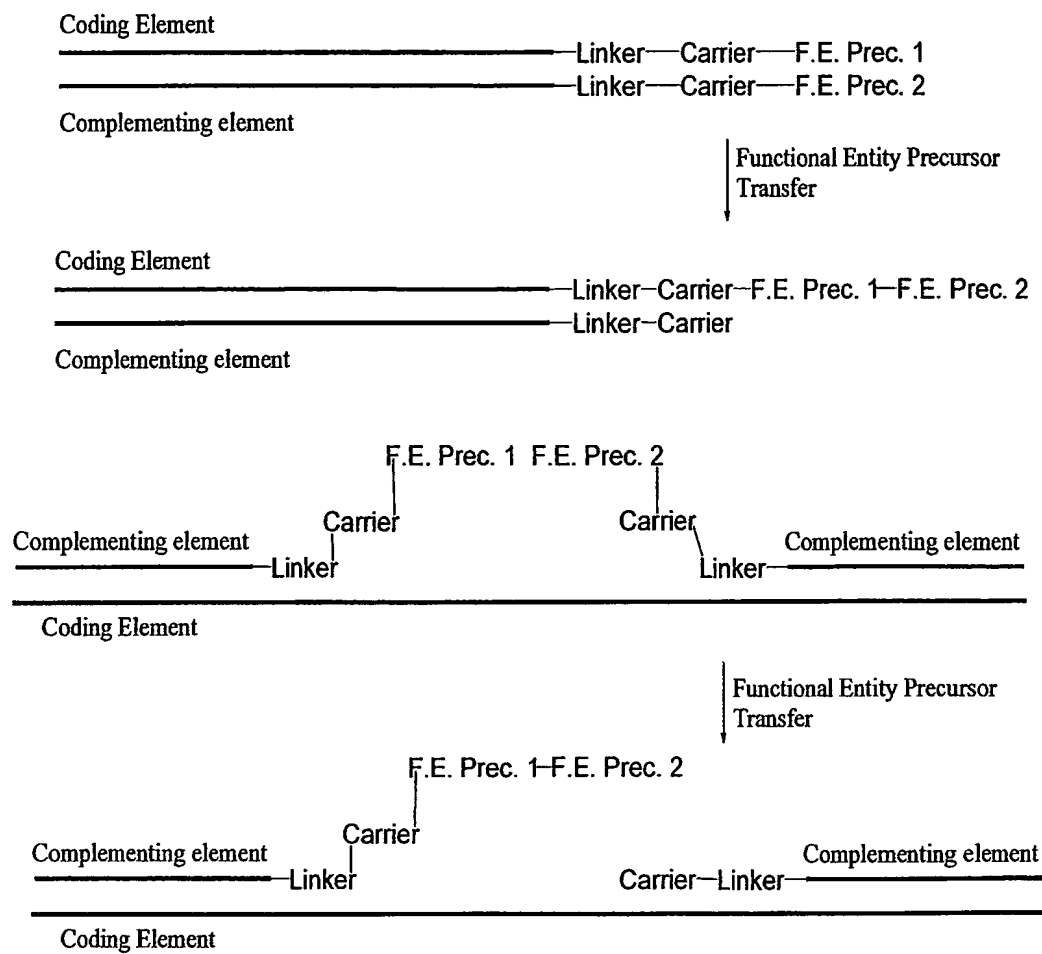 Coding Element
Linker—Carrier—F.E. Prec. 1
Linker—Carrier—F.E. Prec. 2
Complementing element
Functional Entity Precursor
Transfer
Coding Element
Linker—Carrier—F.E. Prec. 1—F.E. Prec. 2
Linker—Carrier
Complementing element
F.E. Prec. 1 F.E. Prec. 2
Carrier Carrier
Complementing element Complementing element
Linker Linker
Coding Element
Functional Entity Precursor
Transfer
F.E. Prec. 1—F.E. Prec. 2
Carrier
Complementing element Complementing element
Linker Carrier—Linker
Coding Element